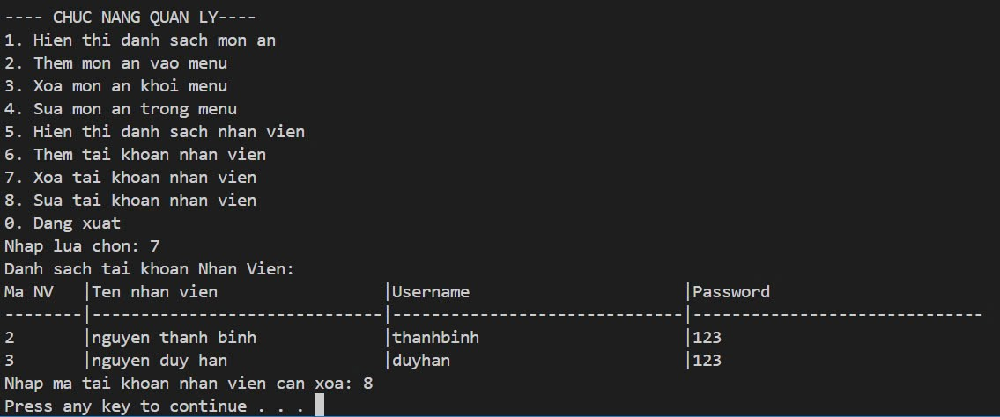 ---- CHUC NANG QUAN LY----
1. Hien thi danh sach mon an
2. Them mon an vao menu
3. Xoa mon an khoi menu
4. Sua mon an trong menu
5. Hien thi danh sach nhan vien
6. Them tai khoan nhan vien
7. Xoa tai khoan nhan vien
8. Sua tai khoan nhan vien
0. Dang xuat
Nhap lua chon: 7
Danh sach tai khoan Nhan Vien:
Ma NV   |Ten nhan vien                 |Username                      |Password
--------|------------------------------|------------------------------|------------------------------
2       |nguyen thanh binh             |thanhbinh                     |123
3       |nguyen duy han                |duyhan                        |123
Nhap ma tai khoan nhan vien can xoa: 8
Press any key to continue . . .